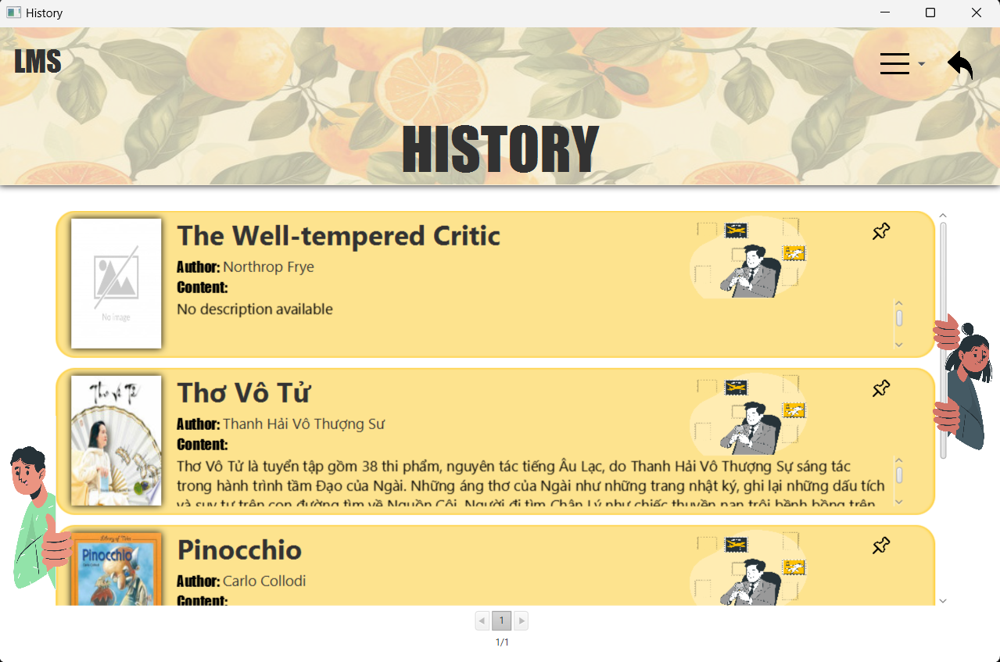 History
LMS
HISTORY
No image
The Well-tempered Critic
Author: Northrop Frye
Content:
No description available
Thơ Vô Tử
Thơ Vô Tử
Author: Thanh Hải Vô Thượng Sư
Content:
Thơ Vô Tử là tuyển tập gồm 38 thi phẩm, nguyên tác tiếng Âu Lạc, do Thanh Hải Vô Thượng Sư sáng tác
trong hành trình tầm Đạo của Ngài. Những áng thơ của Ngài như những trang nhật ký, ghi lại những dấu tích
và suy tư trên con đường tìm về Nguồn Cội. Người đi tìm Chân Lý như chiếc thuyền nan trôi bềnh bồng trên
Pinocchio
Carlo Collodi
Pinocchio
Author: Carlo Collodi
Content:
1
1/1